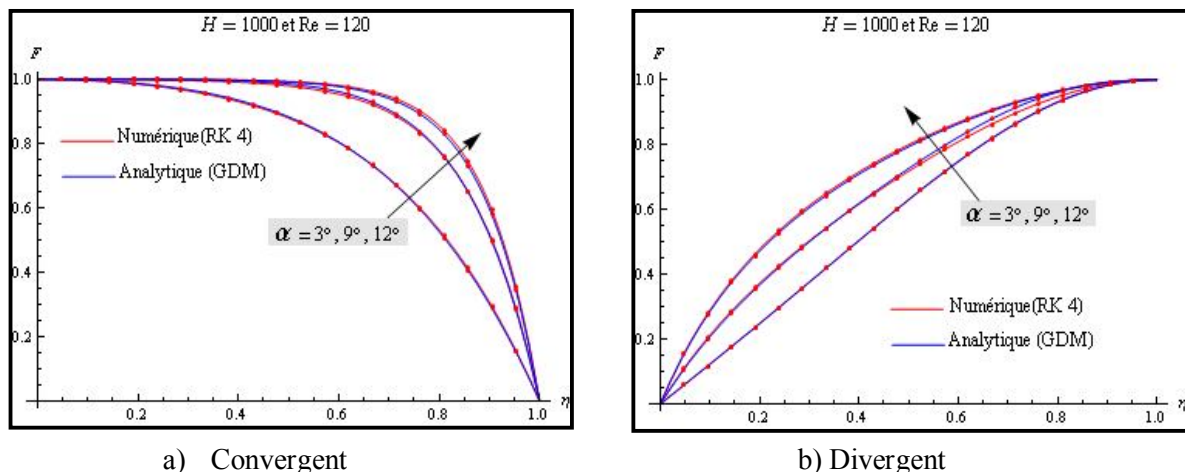 H = 1000 et Re = 120
F
1.0
0.8
0.6
0.4
0.2
Numérique(RK 4)
Analytique (GDM)
α = 3°, 9°, 12°
0.2 0.4 0.6 0.8 1.0 η
a) Convergent
H = 1000 et Re = 120
F
1.0
0.8
0.6
0.4
0.2
α = 3°, 9°, 12°
Numérique(RK 4)
Analytique (GDM)
0.2 0.4 0.6 0.8 1.0 η
b) Divergent